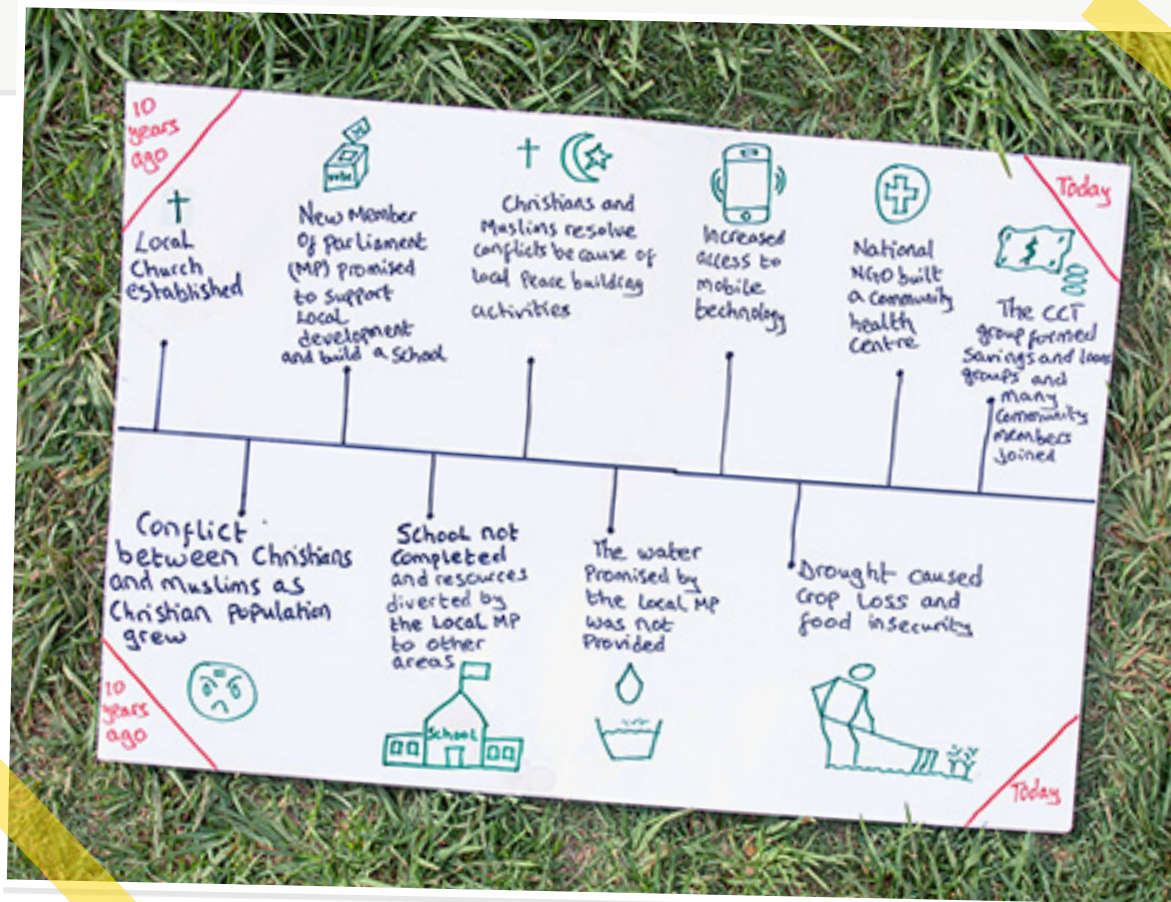 10
years
ago
Local
Church
established
vote
New Member
of parliament
(MP) promised
to support
Local
development
and build a school
Christians and
Muslims resolve
conflicts because of
local peace building
activities
Increased
access to
mobile
technology
National
NGO built
a community
health
centre
Today
$
The CCT
group formed
Savings and loans
groups and
many
community
members
joined
Conflict
between Christians
and Muslims as
Christian population
grew
10
years
ago
School not
completed
and resources
diverted by
the Local MP
to other
areas
School
The water
Promised by
the Local MP
was not
Provided
Drought caused
Crop Loss and
food insecurity
Today